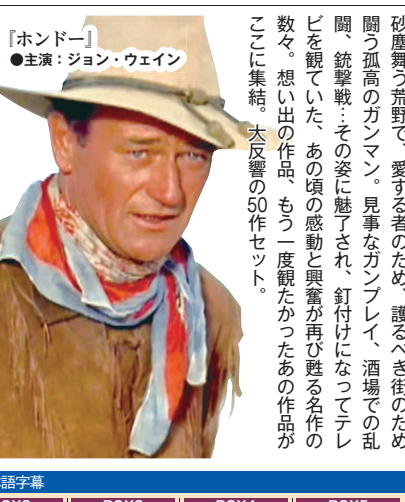 『ホンドー』
●主演：ジョン・ウェイン
砂塵舞う荒野で、愛する者のため、護るべき街のため
闘う孤高のガンマン。見事なガンプレイ、酒場での乱
闘、銃撃戦…その姿に魅了され、釘付けになってテレ
ビを観ていた、あの頃の感動と興奮が再び甦る名作の
数々。想い出の作品、もう一度観たかったあの作品が
ここに集結。大反響の50作セット。
語字幕